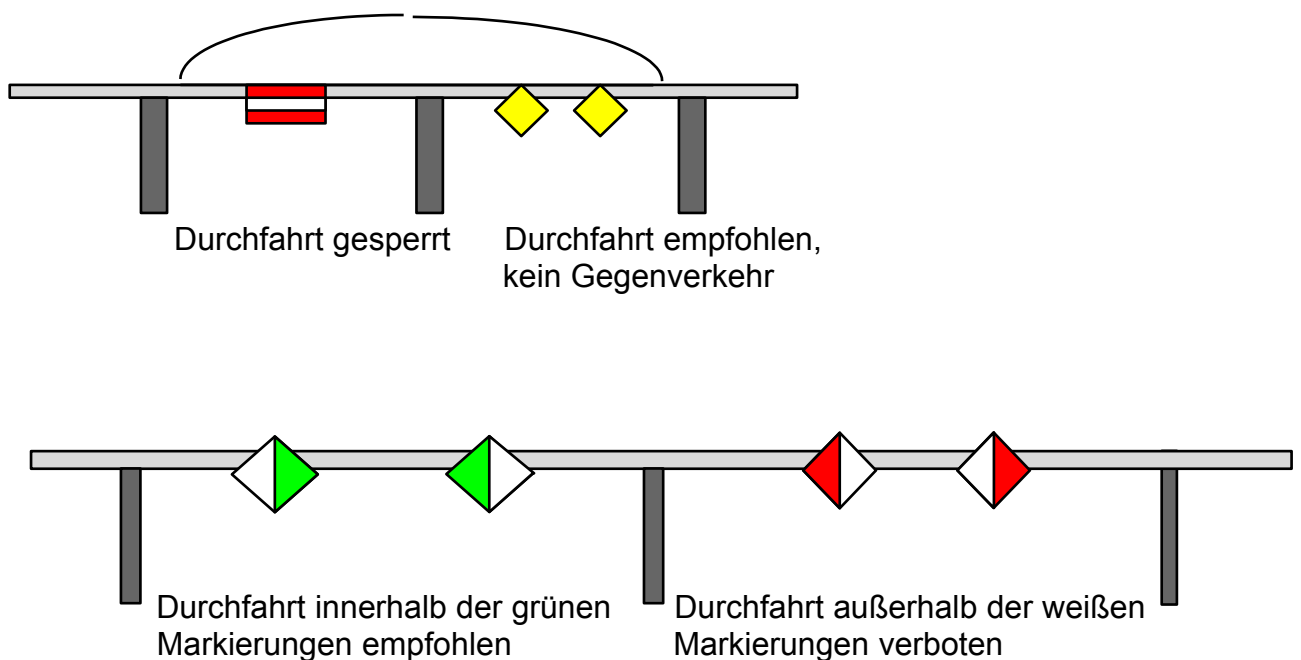 Durchfahrt gesperrt
Durchfahrt empfohlen,
kein Gegenverkehr
Durchfahrt innerhalb der grünen
Markierungen empfohlen
Durchfahrt außerhalb der weißen
Markierungen verboten